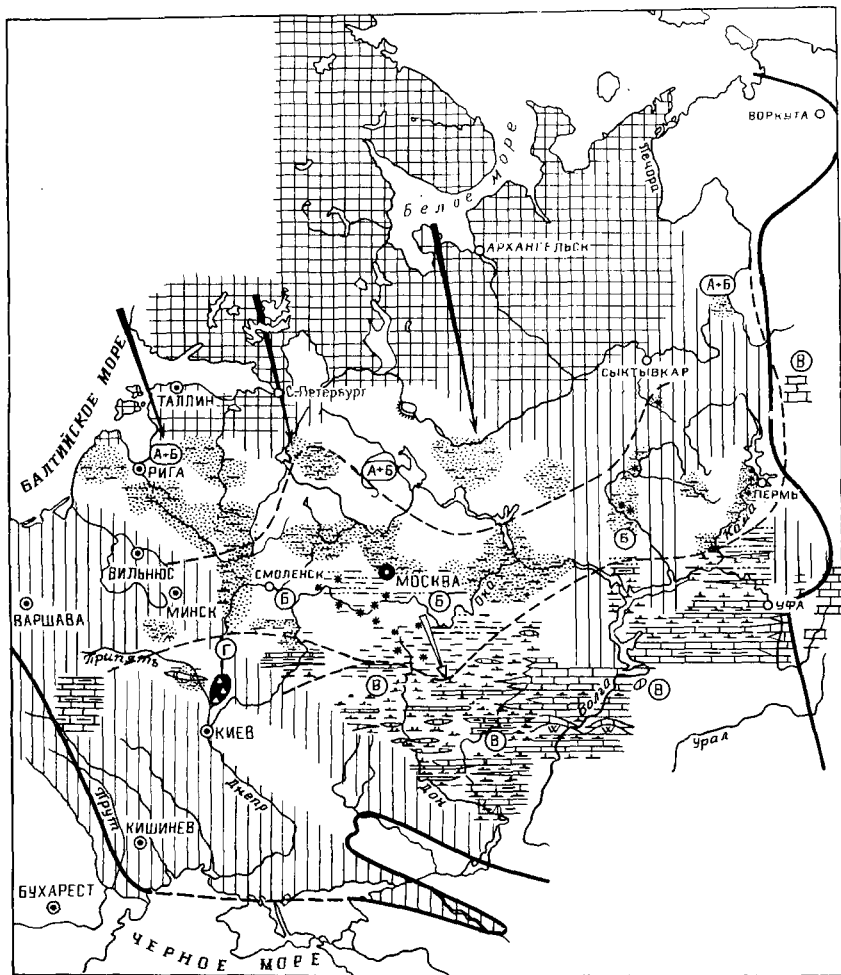 ВОРКУТА
Печора
Белое море
АРХАНГЕЛЬСК
А+Б
СЫКТЫВКАР
В
БАЛТИЙСКОЕ МОРЕ
ТАЛЛИН
С.-Петербург
А+Б
РИГА
А+Б
ПЕРМЬ
Кама
Б
ВИЛЬНЮС
СМОЛЕНСК
МОСКВА
Ока
МИНСК
Б
Б
УФА
ВАРШАВА
Припять
Г
В
В
Волга
КИЕВ
В
Урал
Днепр
Дон
Прут
КИШИНЕВ
БУХАРЕСТ
ЧЕРНОЕ МОРЕ